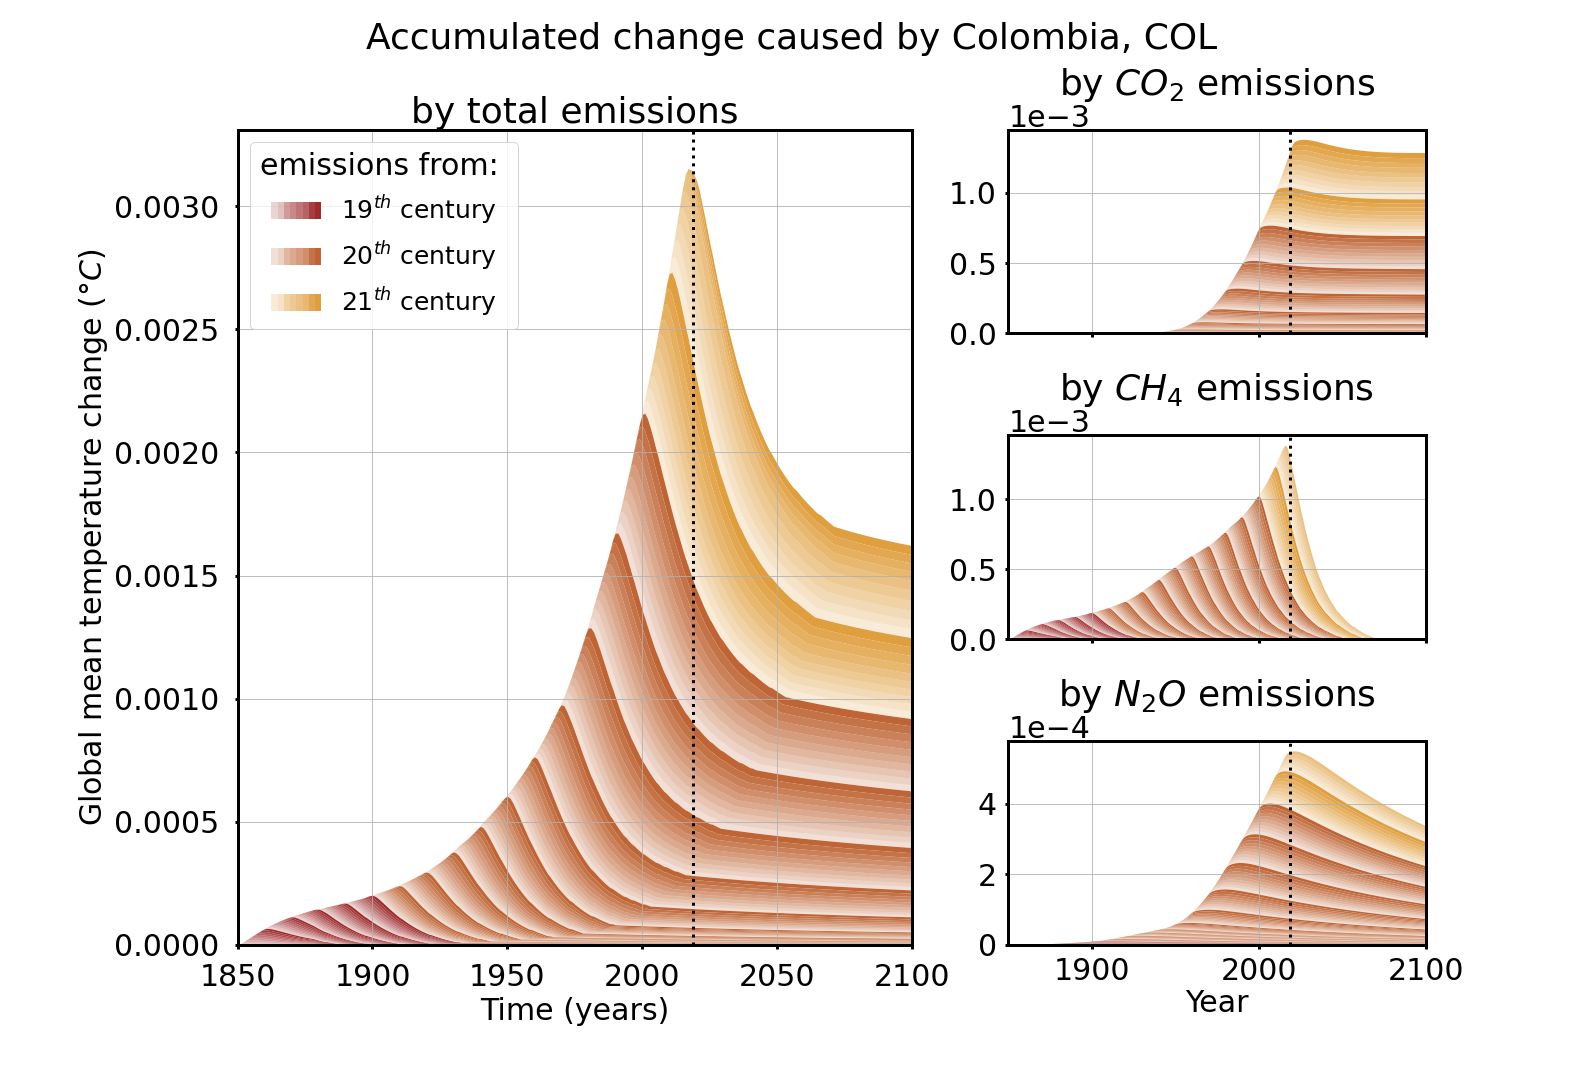 Accumulated change caused by Colombia, COL
by total emissions
emissions from:
19th century
20th century
21th century
Global mean temperature change (°C)
0.0030
0.0025
0.0020
0.0015
0.0010
0.0005
0.0000
1850 1900 1950 2000 2050 2100
Time (years)
by CO2 emissions
1e−3
1.0
0.5
0.0
by CH4 emissions
1e−3
1.0
0.5
0.0
by N2O emissions
1e−4
4
2
0
1900 2000 2100
Year